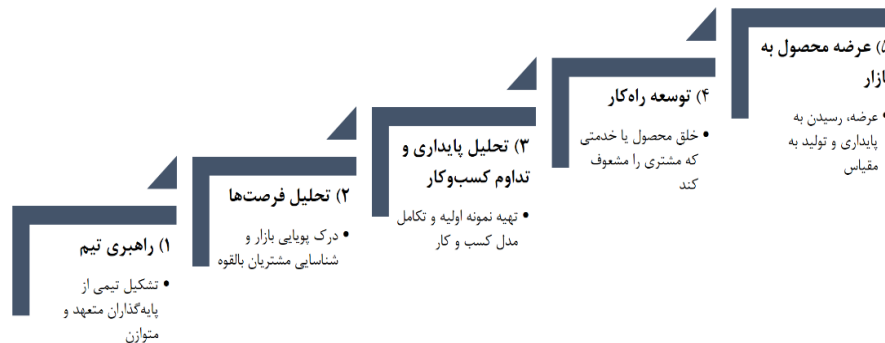 ۱) راهبری تیم
• تشکیل تیمی از
پایه‌گذاران متعهد و
متوازن
۲) تحلیل فرصت‌ها
• درک پویایی بازار و
شناسایی مشتریان بالقوه
۳) تحلیل پایداری و
تداوم کسب‌وکار
• تهیه نمونه اولیه و تکامل
مدل کسب و کار
۴) توسعه راه‌کار
• خلق محصول یا خدمتی
که مشتری را مشعوف
کند
۵) عرضه محصول به
بازار
• عرضه، رسیدن به
پایداری و تولید به
مقیاس